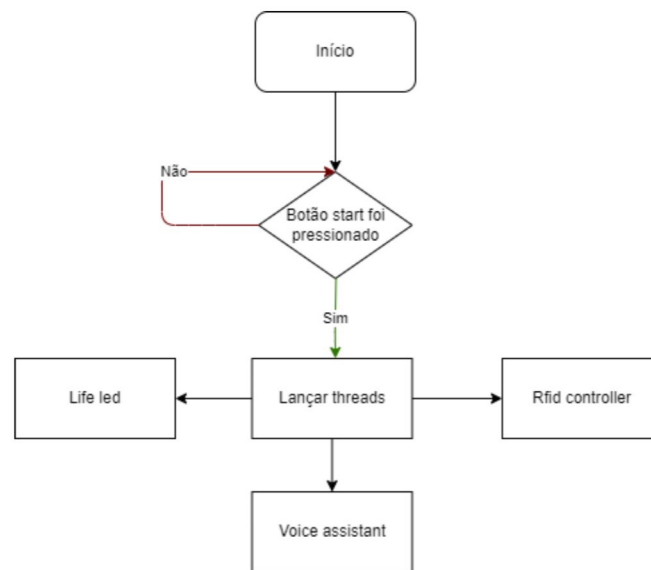 Início
Não
Botão start foi
pressionado
Sim
Life led
Lançar threads
Rfid controller
Voice assistant